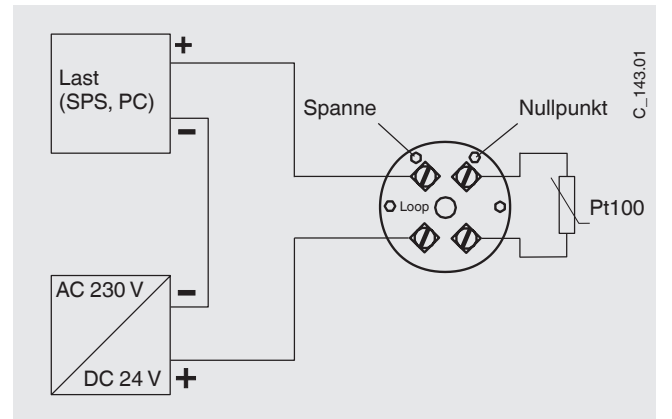 +
Last
(SPS, PC)
−
Spanne
Nullpunkt
C_143.01
Loop
Pt100
AC 230 V
−
DC 24 V
+